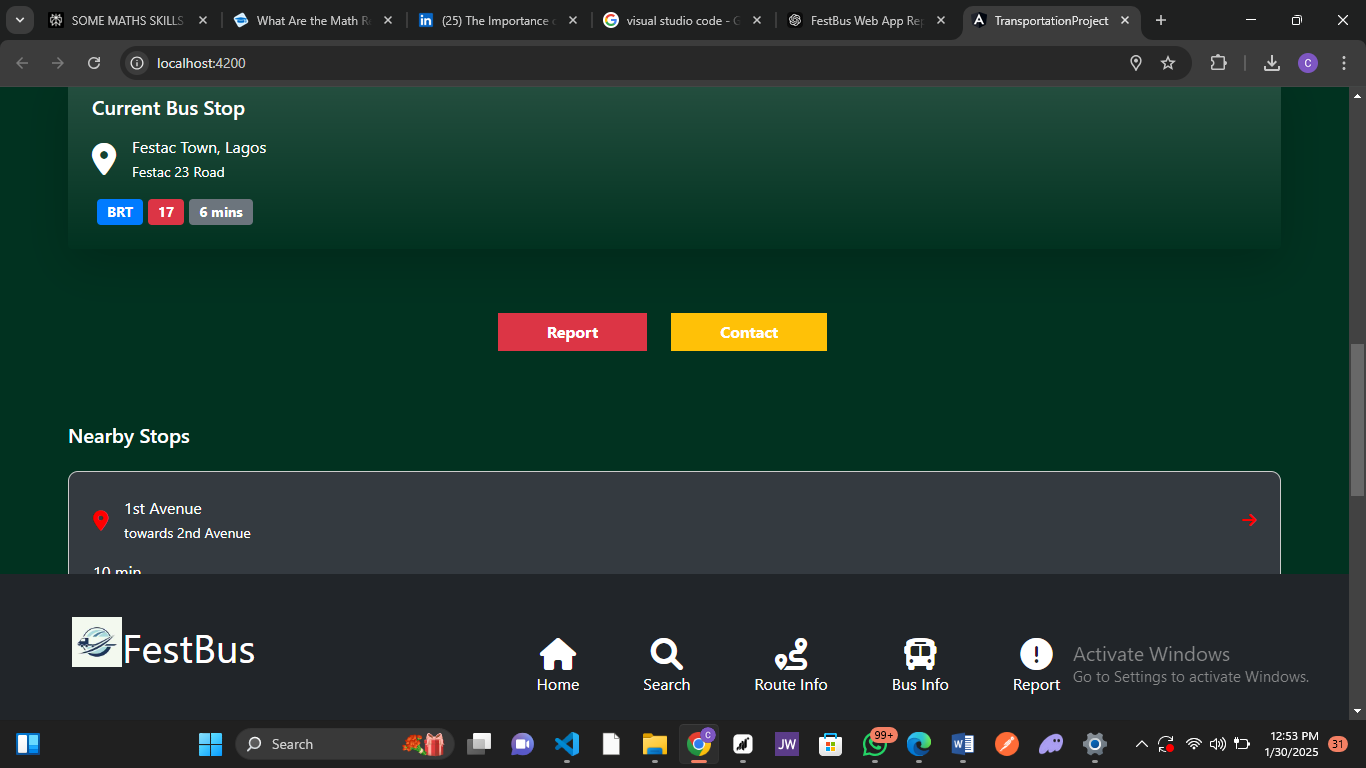 SOME MATHS SKILLS
What Are the Math Re
(25) The Importance o
visual studio code - G
FestBus Web App Rep
TransportationProject
localhost:4200
C
Current Bus Stop
Festac Town, Lagos
Festac 23 Road
BRT 17 6 mins
Report Contact
Nearby Stops
1st Avenue
towards 2nd Avenue
10 min
FestBus
Home Search Route Info Bus Info Report
Activate Windows
Go to Settings to activate Windows.
Search
C
JW
99+
12:53 PM
1/30/2025
31